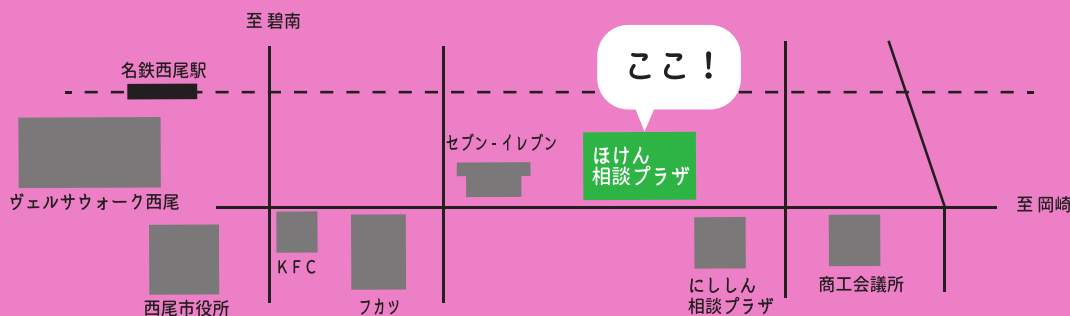 至 碧南
名鉄西尾駅
ここ！
セブン-イレブン
ほけん
相談プラザ
ヴェルサウォーク西尾
至 岡崎
KFC
西尾市役所
フカツ
にししん
相談プラザ
商工会議所